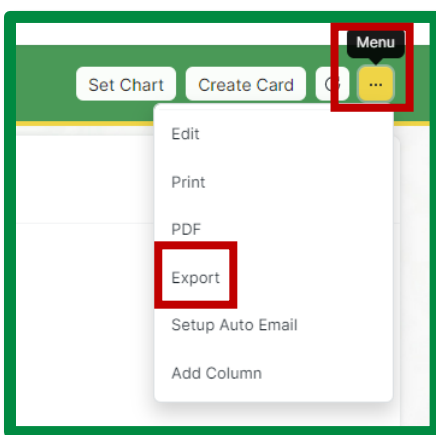 Menu
Set Chart Create Card ...
Edit
Print
PDF
Export
Setup Auto Email
Add Column